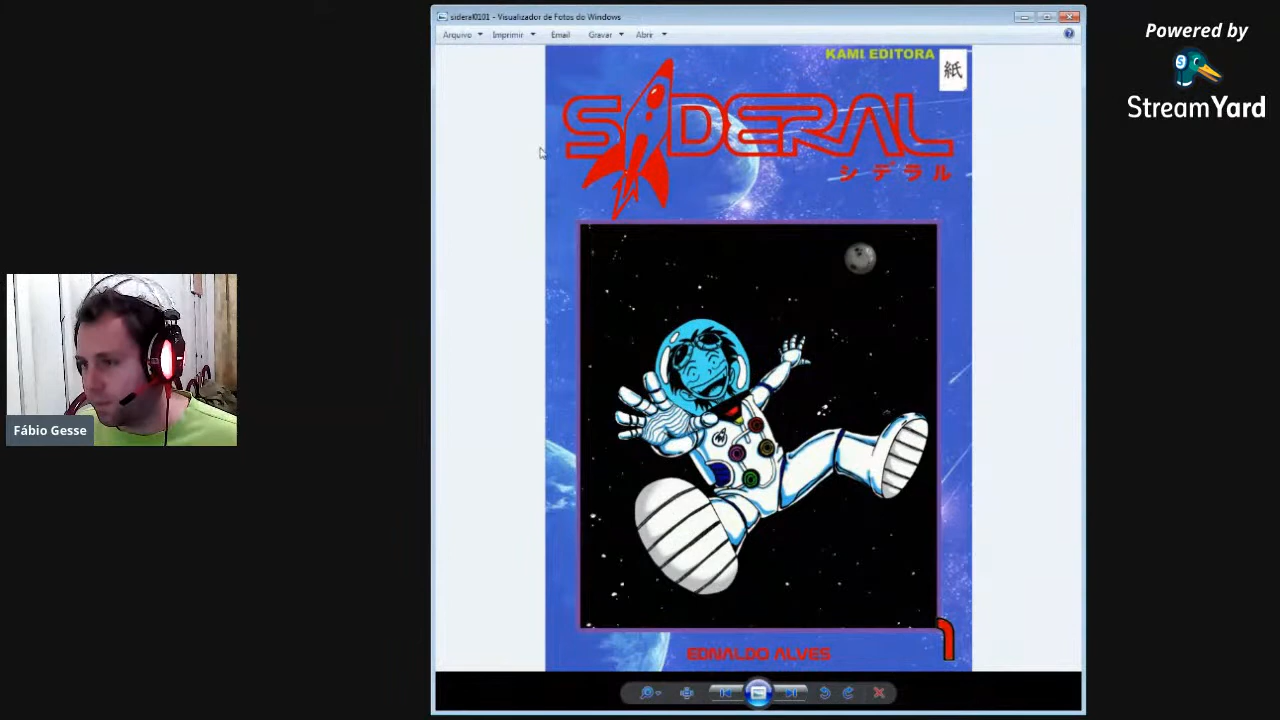 sideral0101 - Visualizador de Fotos do Windows
Arquivo Imprimir Email Gravar Abrir
Powered by
StreamYard
KAMI EDITORA
紙
SIDERAL
シデラル
Fábio Gesse
EDNALDO ALVES
1